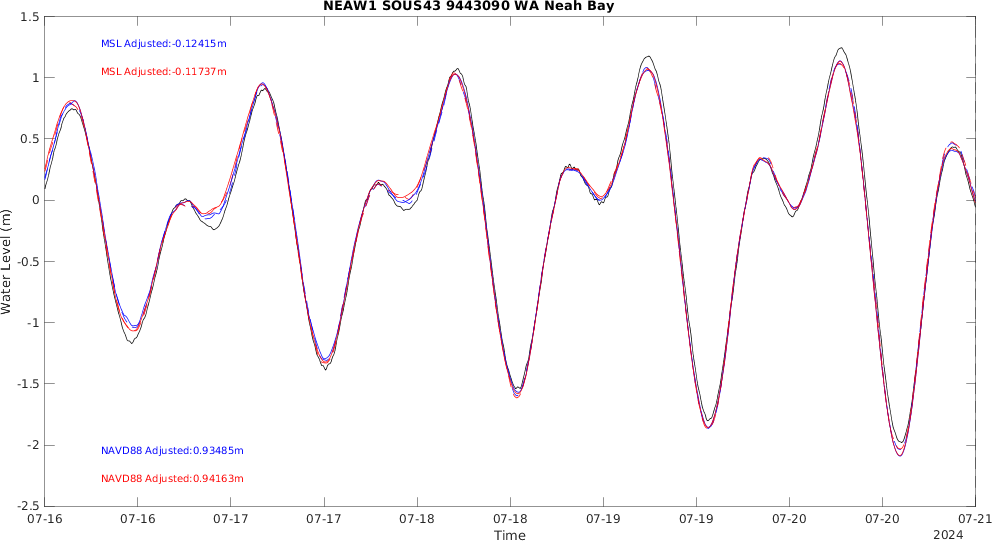 NEAW1 SOUS43 9443090 WA Neah Bay
1.5
1
0.5
0
-0.5
-1
-1.5
-2
-2.5
Water Level (m)
MSL Adjusted:-0.12415m
MSL Adjusted:-0.11737m
NAVD88 Adjusted:0.93485m
NAVD88 Adjusted:0.94163m
07-16 07-16 07-17 07-17 07-18 07-18 07-19 07-19 07-20 07-20 07-21
Time
2024